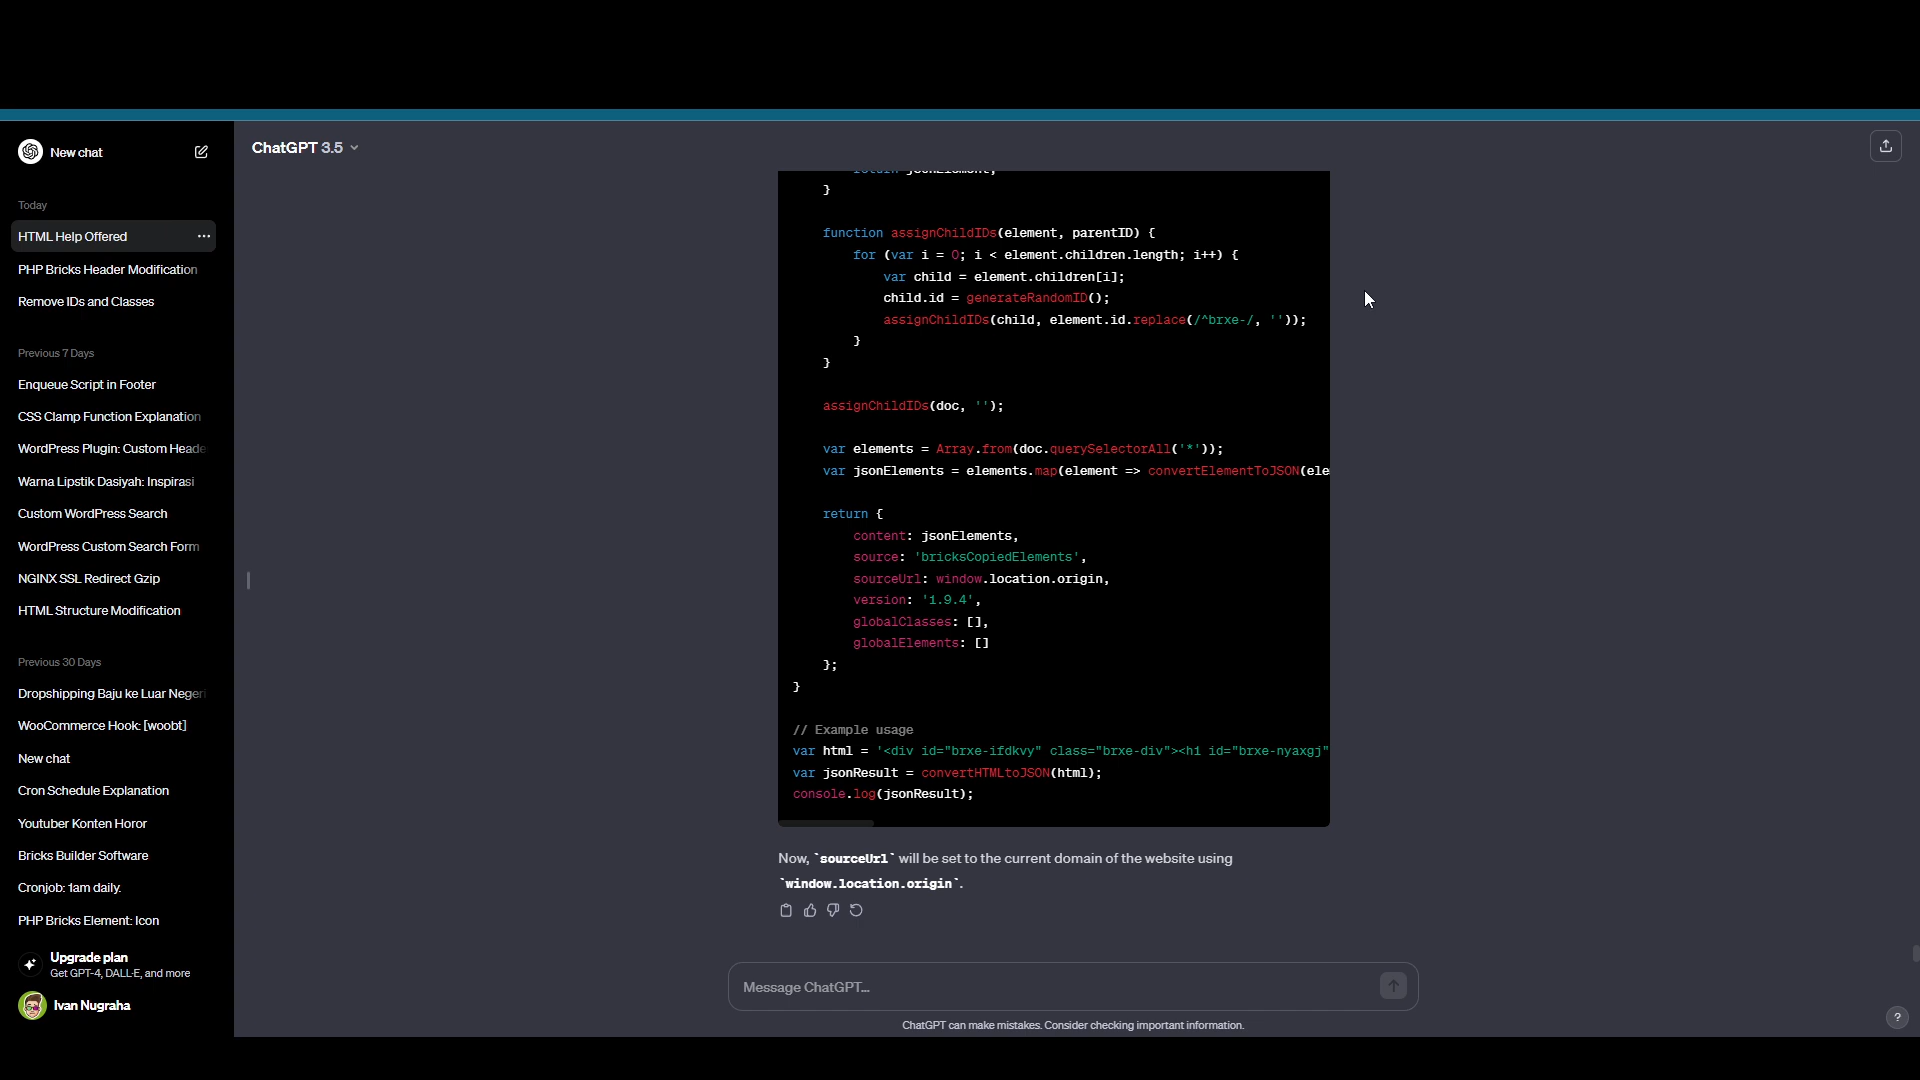 New chat
Today
HTML Help Offered
PHP Bricks Header Modification
Remove IDs and Classes
Previous 7 Days
Enqueue Script in Footer
CSS Clamp Function Explanation
WordPress Plugin: Custom Heade
Warna Lipstik Dasiyah: Inspirasi
Custom WordPress Search
WordPress Custom Search Form
NGINX SSL Redirect Gzip
HTML Structure Modification
Previous 30 Days
Dropshipping Baju ke Luar Negeri
WooCommerce Hook: [woobt]
New chat
Cron Schedule Explanation
Youtuber Konten Horor
Bricks Builder Software
Cronjob: 1am daily.
PHP Bricks Element: Icon
Upgrade plan
Get GPT-4, DALL·E, and more
Ivan Nugraha
ChatGPT 3.5
return jsonElement;
}
function assignChildIDs(element, parentID) {
for (var i = 0; i < element.children.length; i++) {
var child = element.children[i];
child.id = generateRandomID();
assignChildIDs(child, element.id.replace(/^brxe-/, ''));
}
}
assignChildIDs(doc, '');
var elements = Array.from(doc.querySelectorAll('*'));
var jsonElements = elements.map(element => convertElementToJSON(ele
return {
content: jsonElements,
source: 'bricksCopiedElements',
sourceUrl: window.location.origin,
version: '1.9.4',
globalClasses: [],
globalElements: []
};
}
// Example usage
var html = '<div id="brxe-ifdkvy" class="brxe-div"><h1 id="brxe-nyaxgj"
var jsonResult = convertHTMLtoJSON(html);
console.log(jsonResult);
Now, `sourceUrl` will be set to the current domain of the website using
`window.location.origin`.
Message ChatGPT...
ChatGPT can make mistakes. Consider checking important information.
?